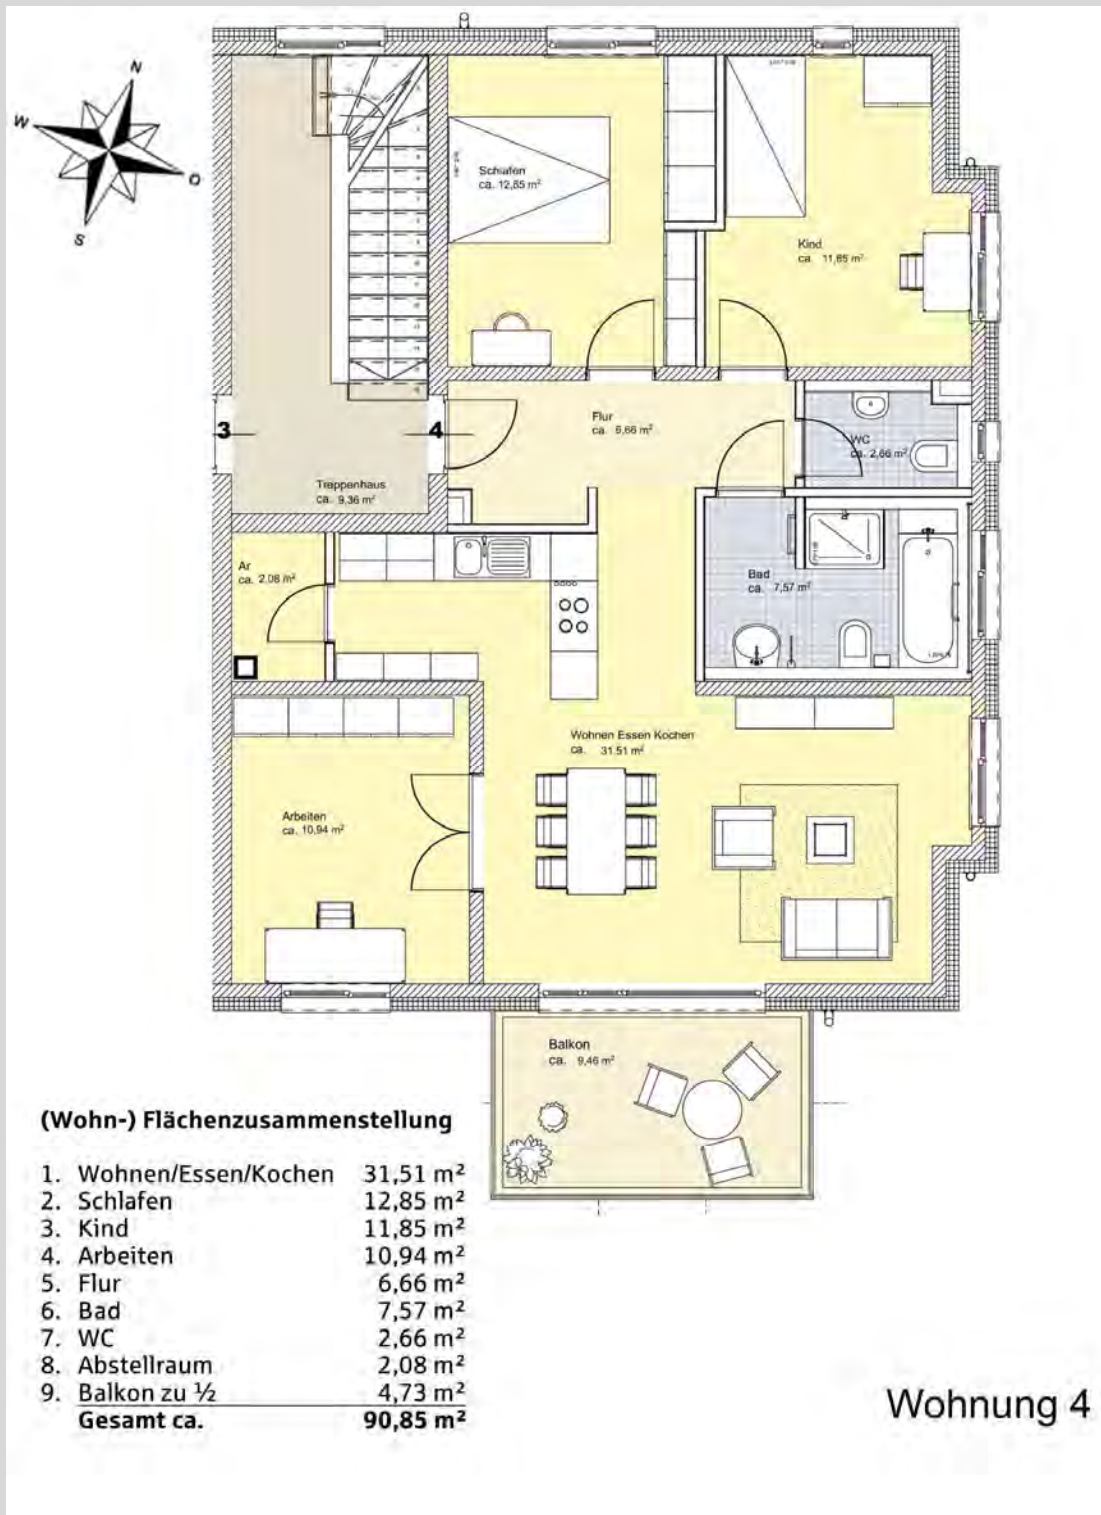 N
W
O
S
Schlafen
ca. 12,85 m²
Kind
ca. 11,85 m²
3
4
Flur
ca. 6,66 m²
WC
ca. 2,66 m²
Treppenhaus
ca. 9,36 m²
Ar
ca. 2,08 m²
Bad
ca. 7,57 m²
Wohnen Essen Kochen
ca. 31.51 m²
Arbeiten
ca. 10,94 m²
Balkon
ca. 9,46 m²
(Wohn-) Flächenzusammenstellung
1. Wohnen/Essen/Kochen 31,51 m²
2. Schlafen 12,85 m²
3. Kind 11,85 m²
4. Arbeiten 10,94 m²
5. Flur 6,66 m²
6. Bad 7,57 m²
7. WC 2,66 m²
8. Abstellraum 2,08 m²
9. Balkon zu ½ 4,73 m²
Gesamt ca. 90,85 m²
Wohnung 4